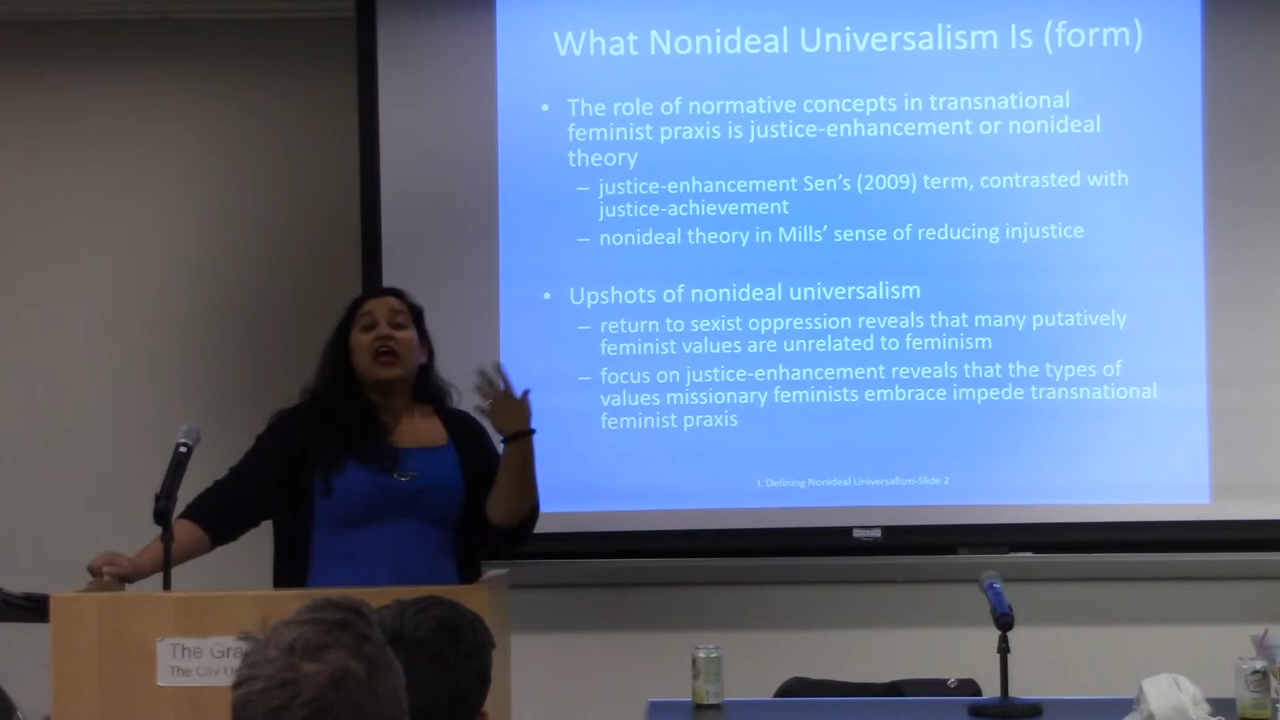 What Nonideal Universalism Is (form)
• The role of normative concepts in transnational
feminist praxis is justice-enhancement or nonideal
theory
– justice-enhancement Sen's (2009) term, contrasted with
justice-achievement
– nonideal theory in Mills' sense of reducing injustice
• Upshots of nonideal universalism
– return to sexist oppression reveals that many putatively
feminist values are unrelated to feminism
– focus on justice-enhancement reveals that the types of
values missionary feminists embrace impede transnational
feminist praxis
I. Defining Nonideal Universalism-Slide 2
The Gra
The City U